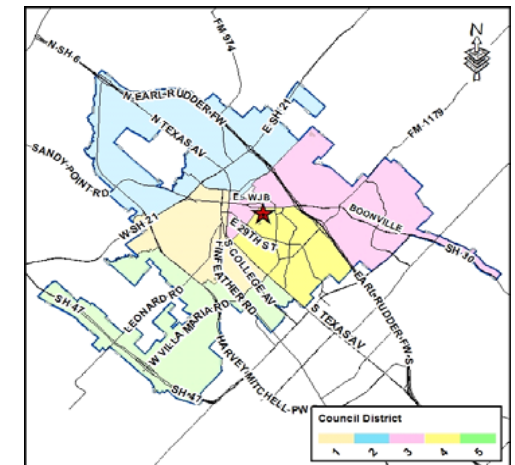 FM 974
N
N-SH-6
N-EARL-RUDDER-FW
E SH 21
FM-1179
N TEXAS-AV
SANDY-POINT-RD
E-WJB
BOONVILLE
W-SH 21
E 29TH ST
SH-30
S-COLLEGE-AV
FINFEATHER RD
LEONARD RD
EARL-RUDDER-FW-S
SH 47
W VILLA MARIA RD
S TEXAS AV
HARVEY-MITCHELL-PW
SH-47
Council District
1 2 3 4 5